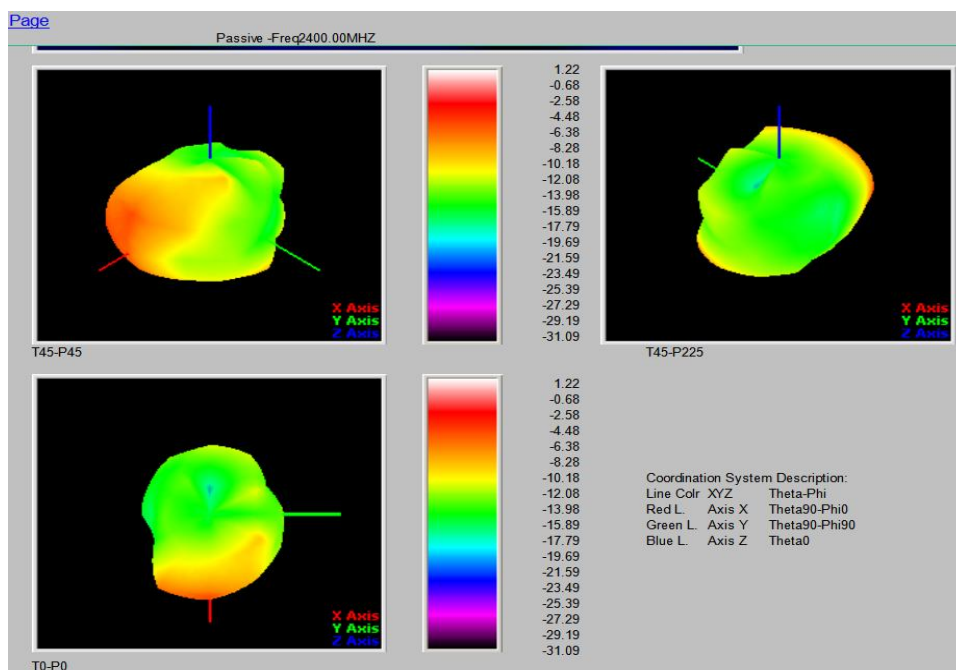 Page
Passive -Freq2400.00MHZ
1.22
-0.68
-2.58
-4.48
-6.38
-8.28
-10.18
-12.08
-13.98
-15.89
-17.79
-19.69
-21.59
-23.49
-25.39
-27.29
-29.19
-31.09
X Axis
Y Axis
Z Axis
X Axis
Y Axis
Z Axis
T45-P45
T45-P225
1.22
-0.68
-2.58
-4.48
-6.38
-8.28
-10.18
-12.08
-13.98
-15.89
-17.79
-19.69
-21.59
-23.49
-25.39
-27.29
-29.19
-31.09
Coordination System Description:
Line Colr XYZ Theta-Phi
Red L. Axis X Theta90-Phi0
Green L. Axis Y Theta90-Phi90
Blue L. Axis Z Theta0
X Axis
Y Axis
Z Axis
T0-P0